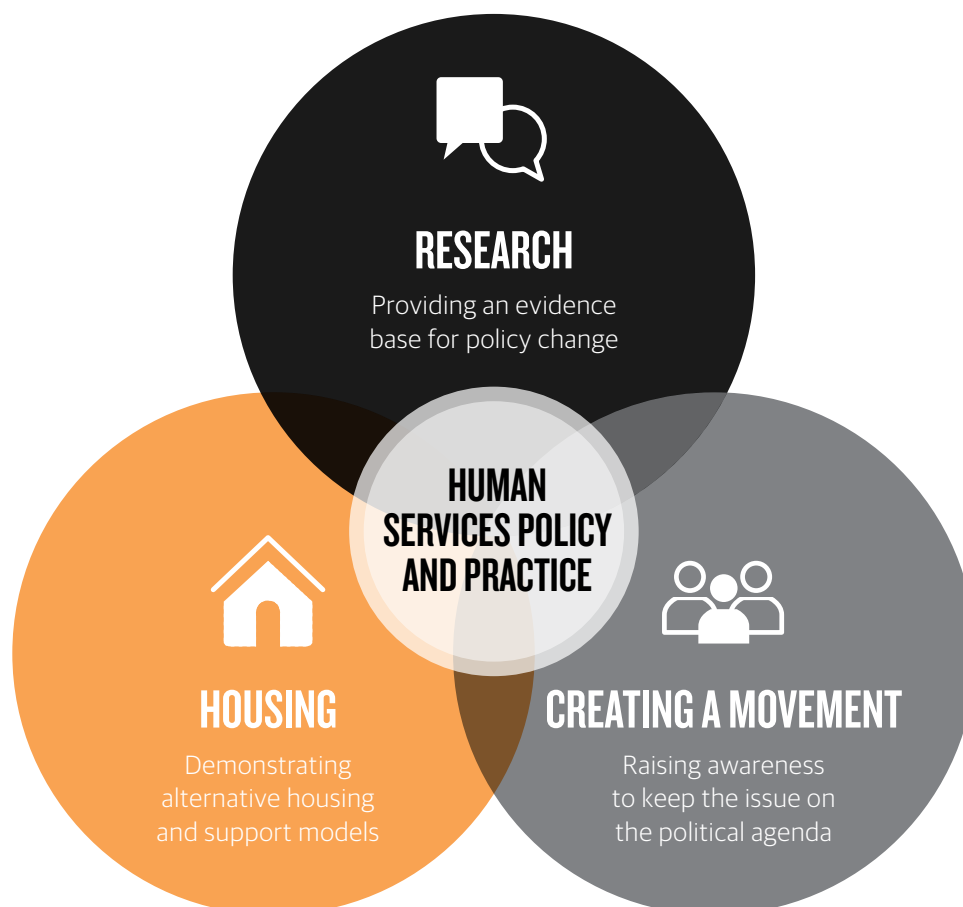 RESEARCH
Providing an evidence
base for policy change
HUMAN
SERVICES POLICY
AND PRACTICE
HOUSING
Demonstrating
alternative housing
and support models
CREATING A MOVEMENT
Raising awareness
to keep the issue on
the political agenda